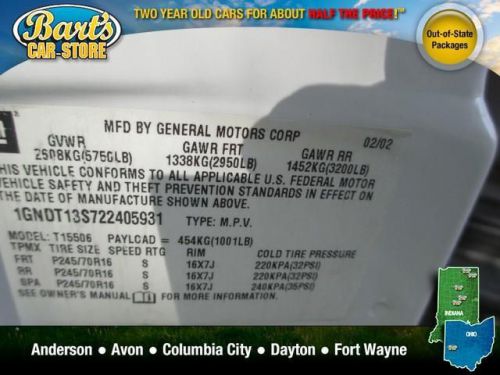 Bart's
CAR STORE
TWO YEAR OLD CARS FOR ABOUT
HALF THE PRICE!™
Out-of-State
Packages
MFD BY GENERAL MOTORS CORP
02/02
GVWR
GAWR FRT
GAWR RR
2608KG(5750LB)
1338KG(2950LB)
1452KG(3200LB)
THIS VEHICLE CONFORMS TO ALL APPLICABLE U.S. FEDERAL MOTOR
VEHICLE SAFETY AND THEFT PREVENTION STANDARDS IN EFFECT ON
THE DATE OF MANUFACTURE SHOWN ABOVE.
1GNDT13S722405931
TYPE: M.P.V.
MODEL: T15506 PAYLOAD = 454KG(1001LB)
TPMX TIRE SIZE SPEED RTG RIM COLD TIRE PRESSURE
FRT P245/70R16 S 16X7J 220KPA(32PSI)
RR P245/70R16 S 16X7J 220KPA(32PSI)
SPA P245/70R16 S 16X7J 240KPA(35PSI)
SEE OWNER'S MANUAL FOR MORE INFORMATION.
INDIANA
OHIO
Anderson ~ Avon ~ Columbia City ~ Dayton ~ Fort Wayne